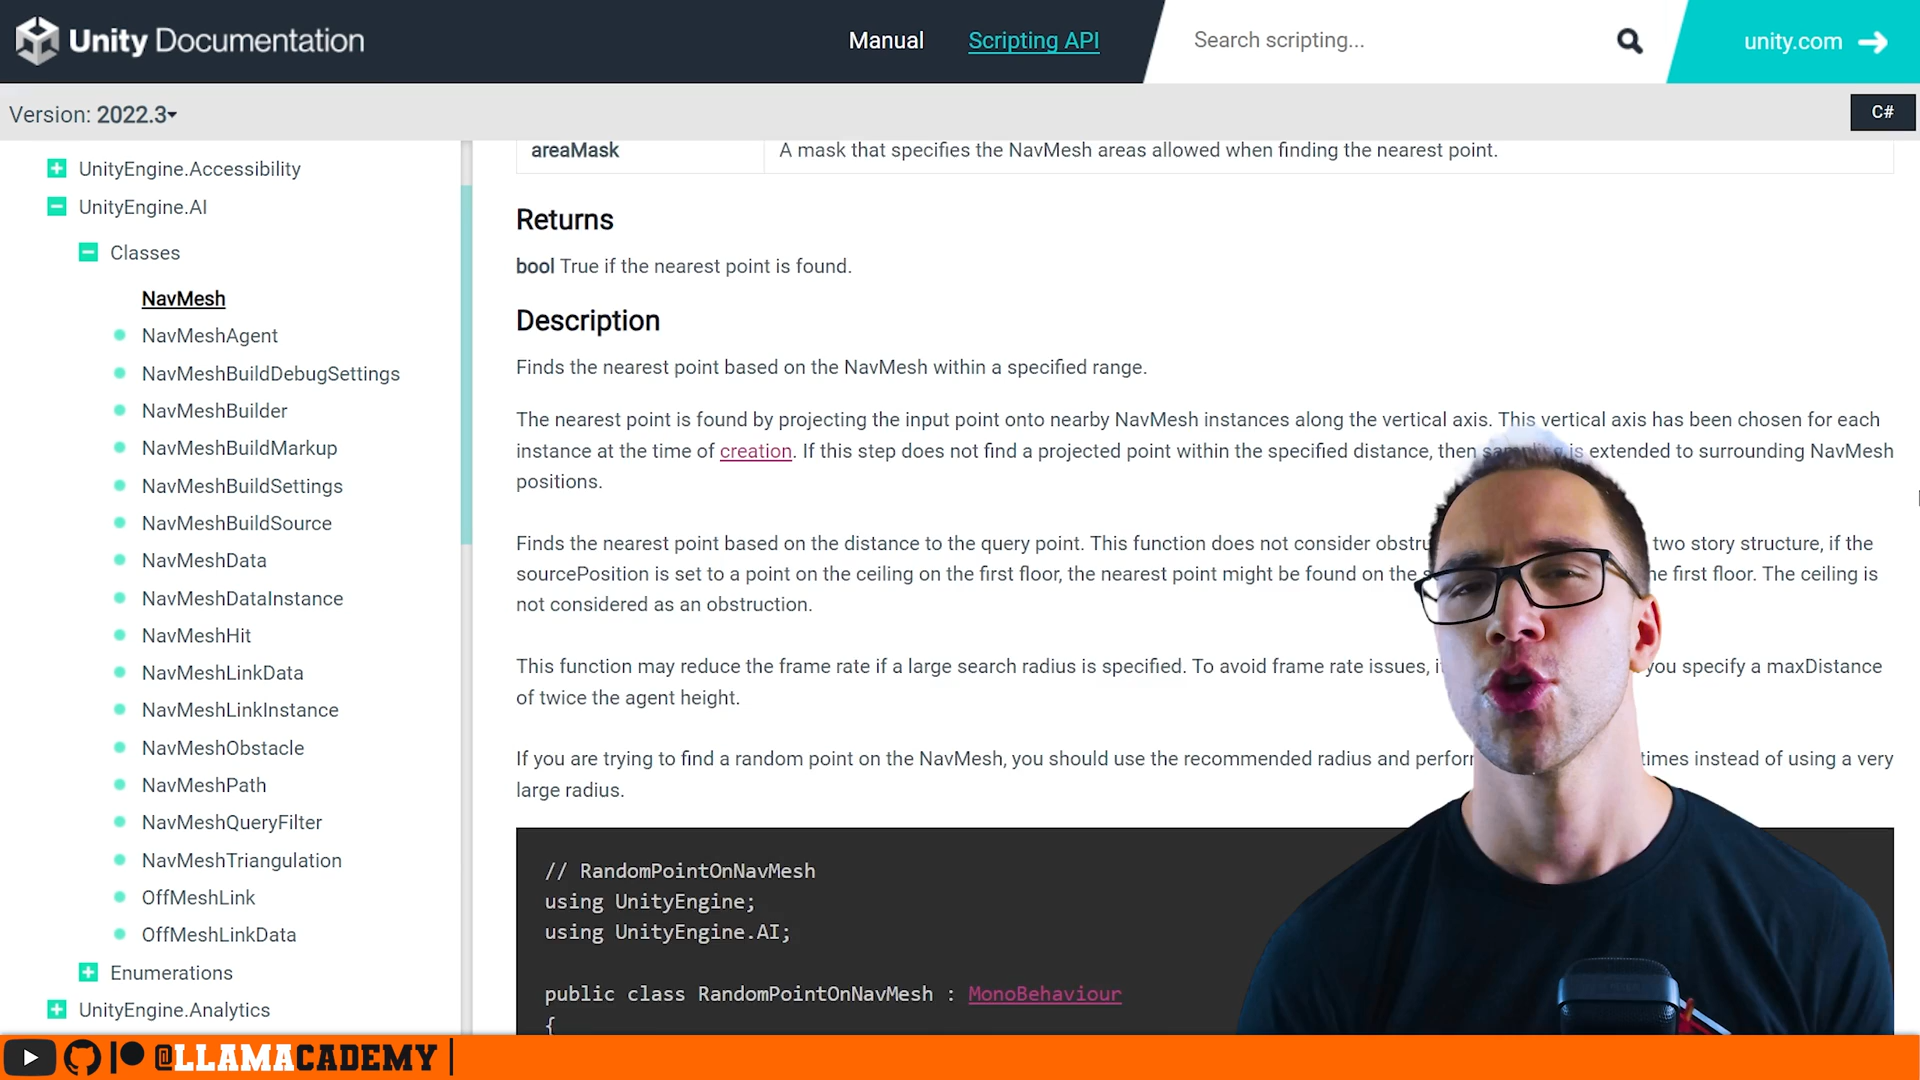 Unity Documentation
Manual
Scripting API
Search scripting...
unity.com
Version: 2022.3
C#
UnityEngine.Accessibility
UnityEngine.AI
Classes
NavMesh
NavMeshAgent
NavMeshBuildDebugSettings
NavMeshBuilder
NavMeshBuildMarkup
NavMeshBuildSettings
NavMeshBuildSource
NavMeshData
NavMeshDataInstance
NavMeshHit
NavMeshLinkData
NavMeshLinkInstance
NavMeshObstacle
NavMeshPath
NavMeshQueryFilter
NavMeshTriangulation
OffMeshLink
OffMeshLinkData
Enumerations
UnityEngine.Analytics
areaMask A mask that specifies the NavMesh areas allowed when finding the nearest point.
Returns
bool True if the nearest point is found.
Description
Finds the nearest point based on the NavMesh within a specified range.
The nearest point is found by projecting the input point onto nearby NavMesh instances along the vertical axis. This vertical axis has been chosen for each
instance at the time of creation. If this step does not find a projected point within the specified distance, then is extended to surrounding NavMesh
positions.
Finds the nearest point based on the distance to the query point. This function does not consider two story structure, if the
sourcePosition is set to a point on the ceiling on the first floor, the nearest point might be found on the first floor. The ceiling is
not considered as an obstruction.
This function may reduce the frame rate if a large search radius is specified. To avoid frame rate issues, you specify a maxDistance
of twice the agent height.
If you are trying to find a random point on the NavMesh, you should use the recommended radius and times instead of using a very
large radius.
// RandomPointOnNavMesh
using UnityEngine;
using UnityEngine.AI;
public class RandomPointOnNavMesh : MonoBehaviour
{
@LLAMACADEMY